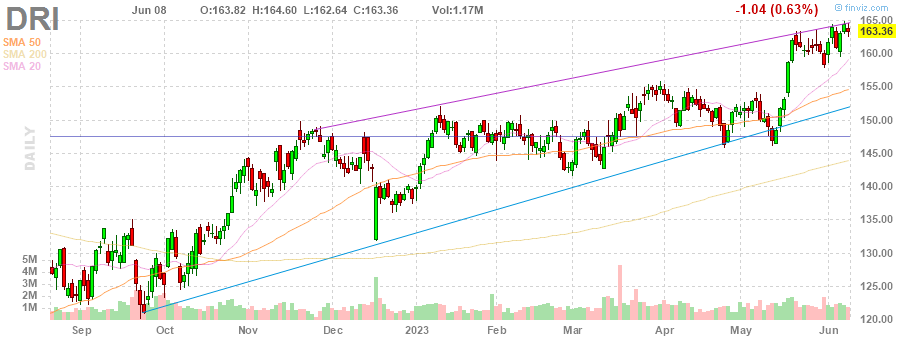 DRI
Jun 08 O:163.82 H:164.60 L:162.64 C:163.36 Vol:1.17M
-1.04 (0.63%)
© finviz.com
SMA 50
SMA 200
SMA 20
DAILY
165.00
163.36
160.00
155.00
150.00
145.00
140.00
135.00
130.00
125.00
120.00
5M
4M
3M
2M
1M
Sep Oct Nov Dec 2023 Feb Mar Apr May Jun